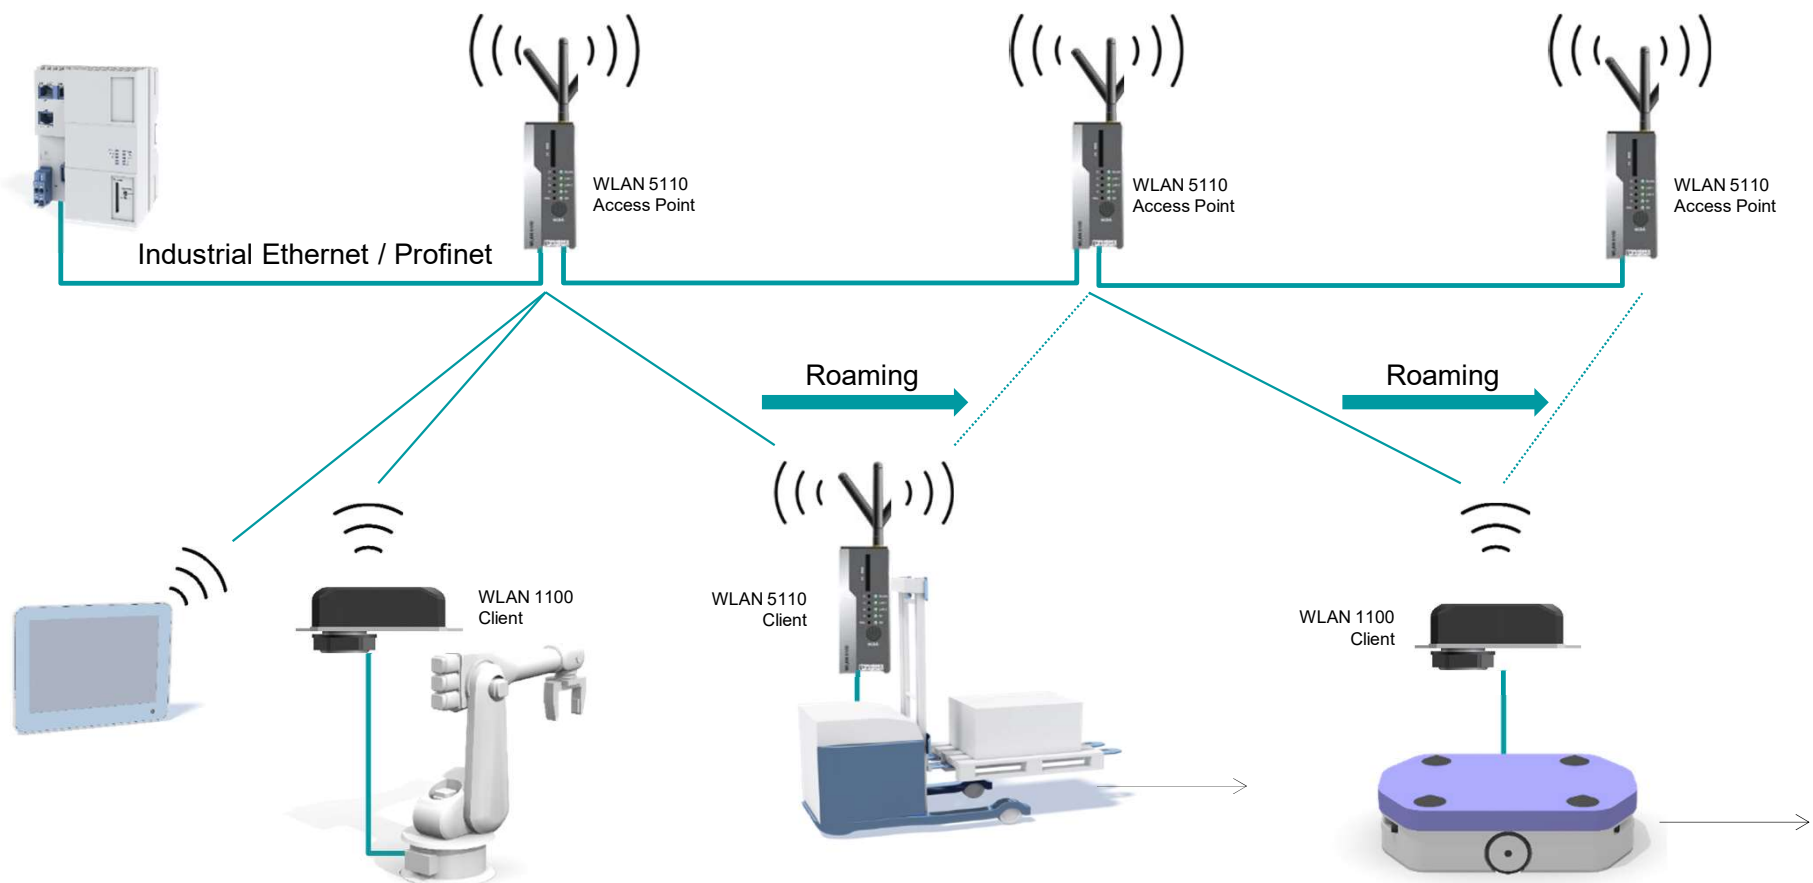 WLAN 5110
Access Point
WLAN 5110
Access Point
WLAN 5110
Access Point
Industrial Ethernet / Profinet
Roaming
Roaming
WLAN 1100
Client
WLAN 5110
Client
WLAN 1100
Client